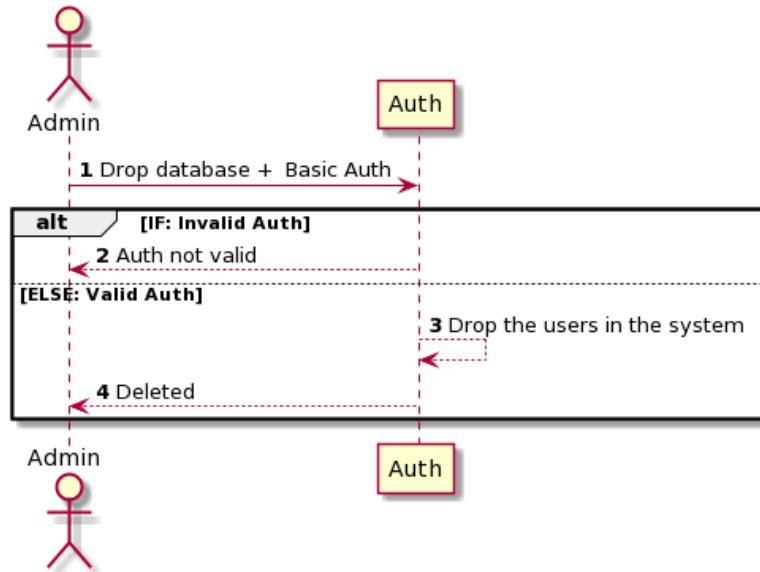 Admin
Auth
1 Drop database +  Basic Auth
alt [IF: Invalid Auth]
2 Auth not valid
[ELSE: Valid Auth]
3 Drop the users in the system
4 Deleted
Admin
Auth